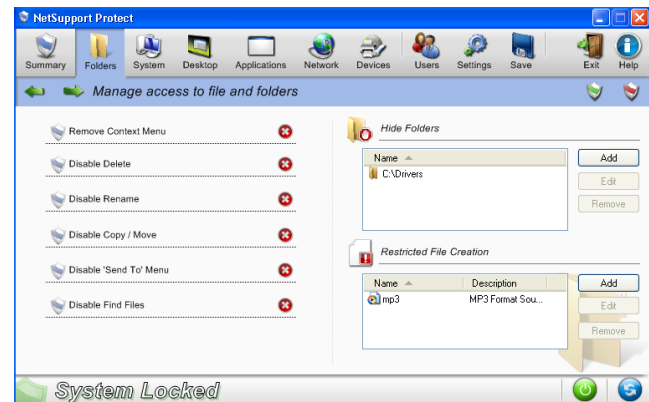 NetSupport Protect
Summary Folders System Desktop Applications Network Devices Users Settings Save Exit Help
Manage access to file and folders
Remove Context Menu
Disable Delete
Disable Rename
Disable Copy / Move
Disable 'Send To' Menu
Disable Find Files
Hide Folders
Name
C:\Drivers
Add
Edit
Remove
Restricted File Creation
Name Description
mp3 MP3 Format Sou...
Add
Edit
Remove
System Locked